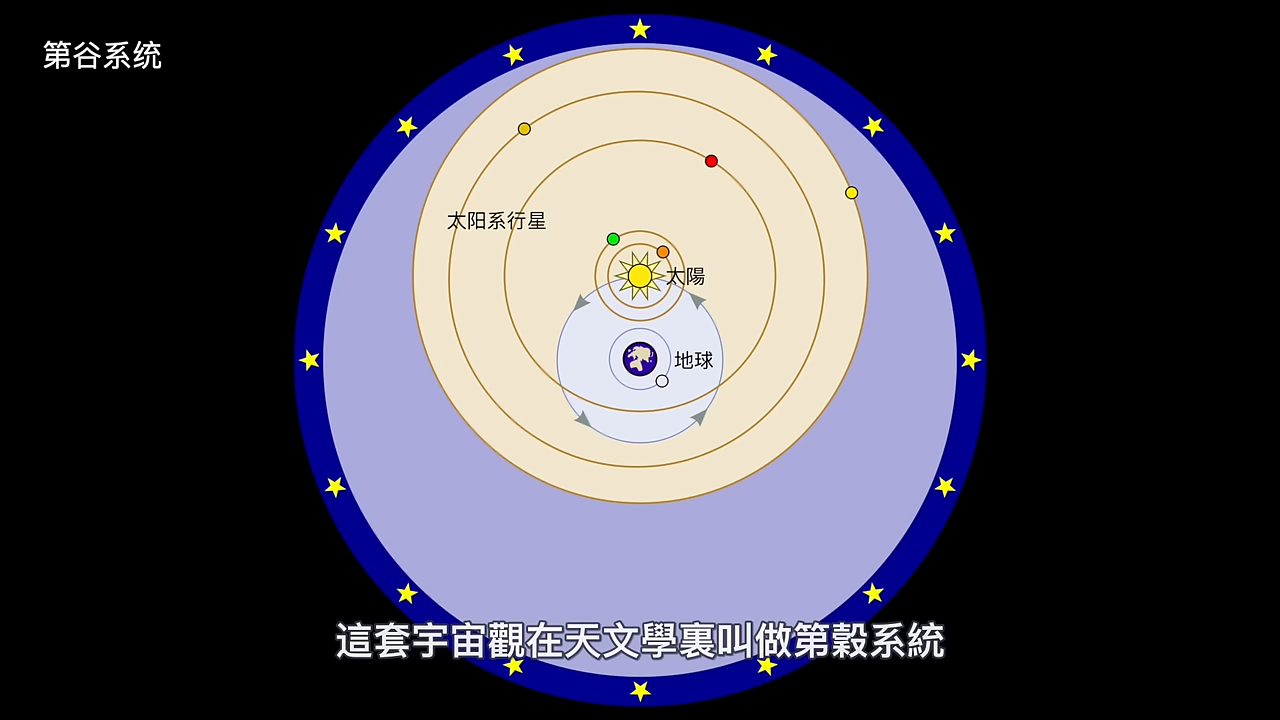 第谷系统
太阳系行星
太陽
地球
這套宇宙觀在天文學裏叫做第穀系統